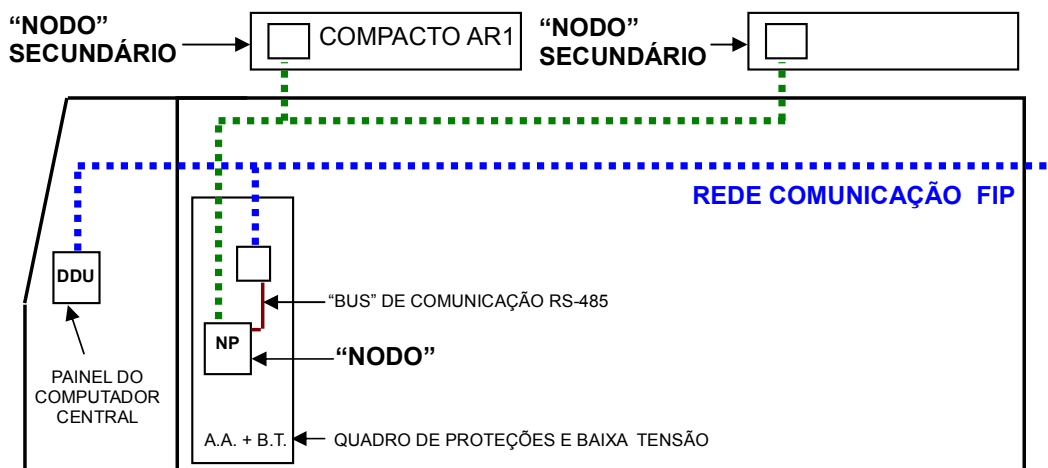 “NODO”
SECUNDÁRIO
COMPACTO AR1
“NODO”
SECUNDÁRIO
REDE COMUNICAÇÃO FIP
DDU
“BUS” DE COMUNICAÇÃO RS-485
NP
“NODO”
PAINEL DO
COMPUTADOR
CENTRAL
A.A. + B.T.
QUADRO DE PROTEÇÕES E BAIXA TENSÃO